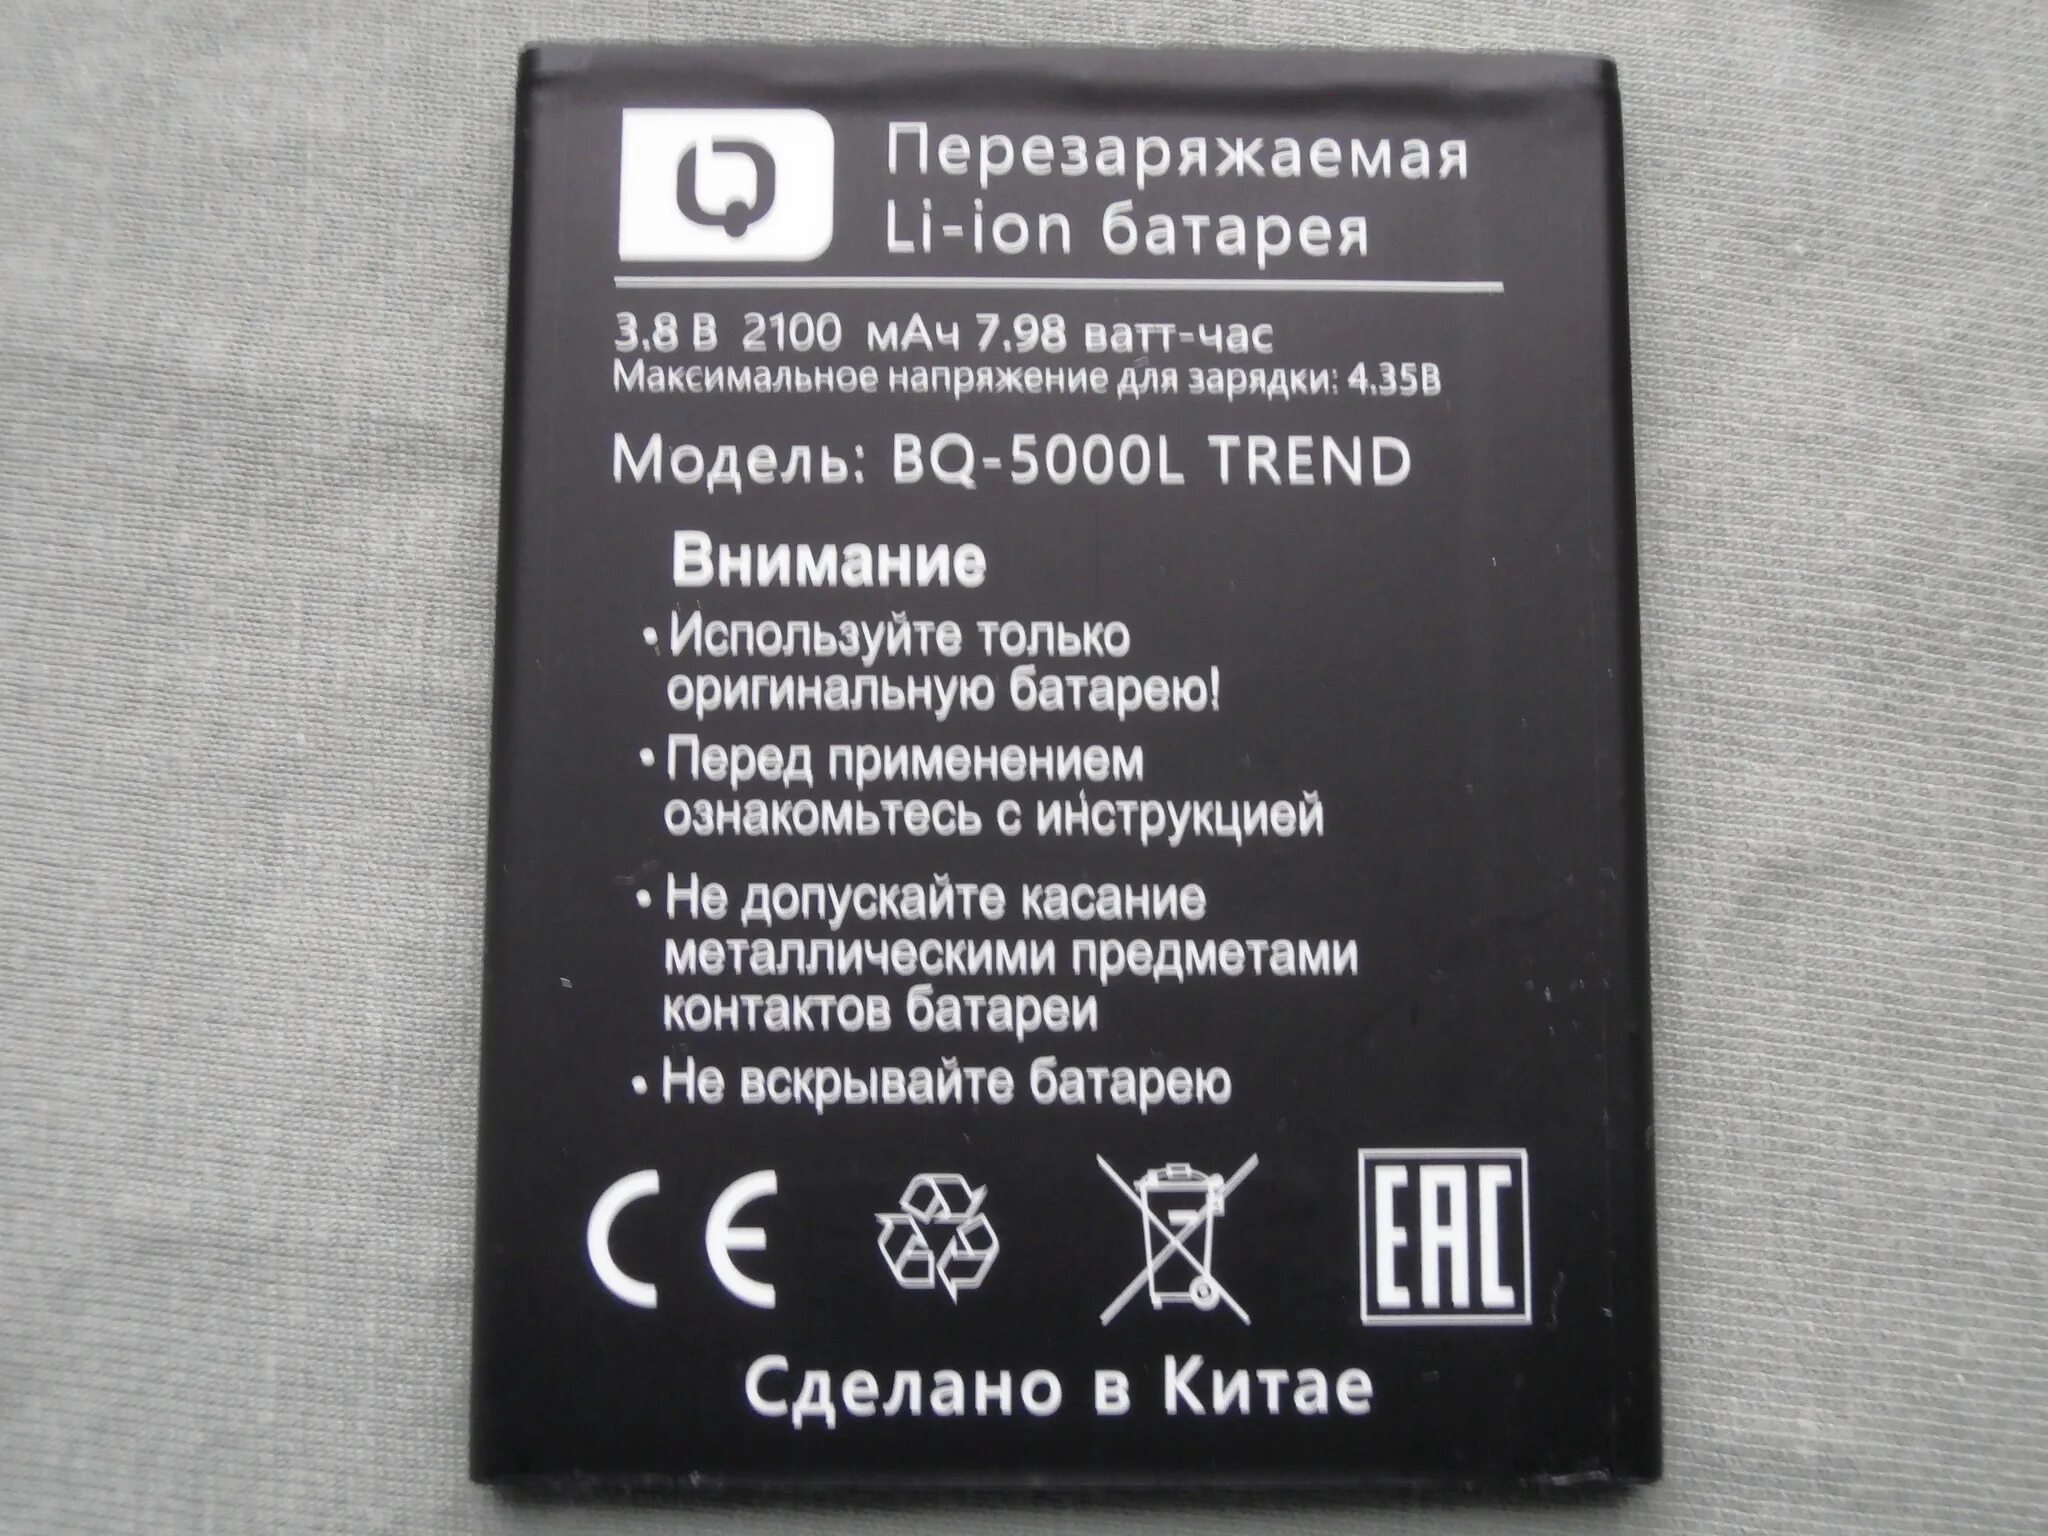 Перезаряжаемая
Li-ion батарея
3.8 В 2100 мАч 7.98 ватт-час
Максимальное напряжение для зарядки: 4.35В
Модель: BQ-5000L TREND
Внимание
• Используйте только
оригинальную батарею!
• Перед применением
ознакомьтесь с инструкцией
• Не допускайте касание
металлическими предметами
контактов батареи
• Не вскрывайте батарею
CE
EAC
Сделано в Китае